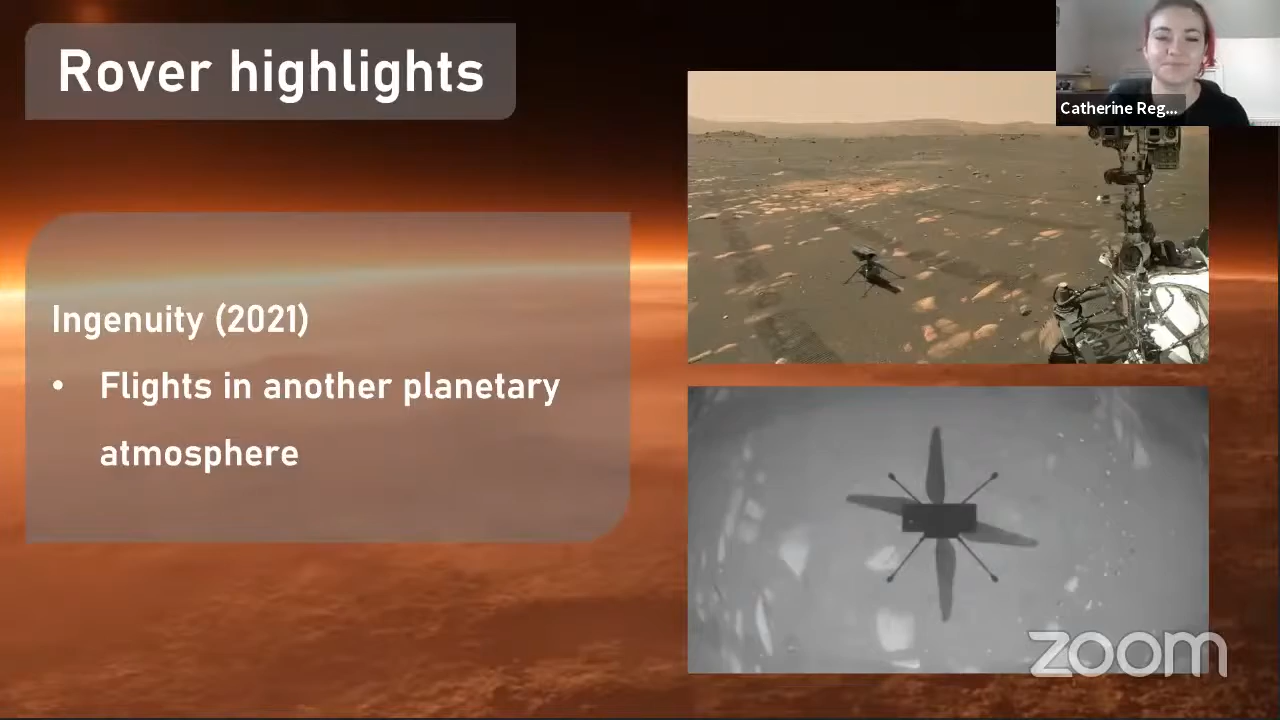 Rover highlights
Catherine Reg...
Ingenuity (2021)
• Flights in another planetary
atmosphere
zoom